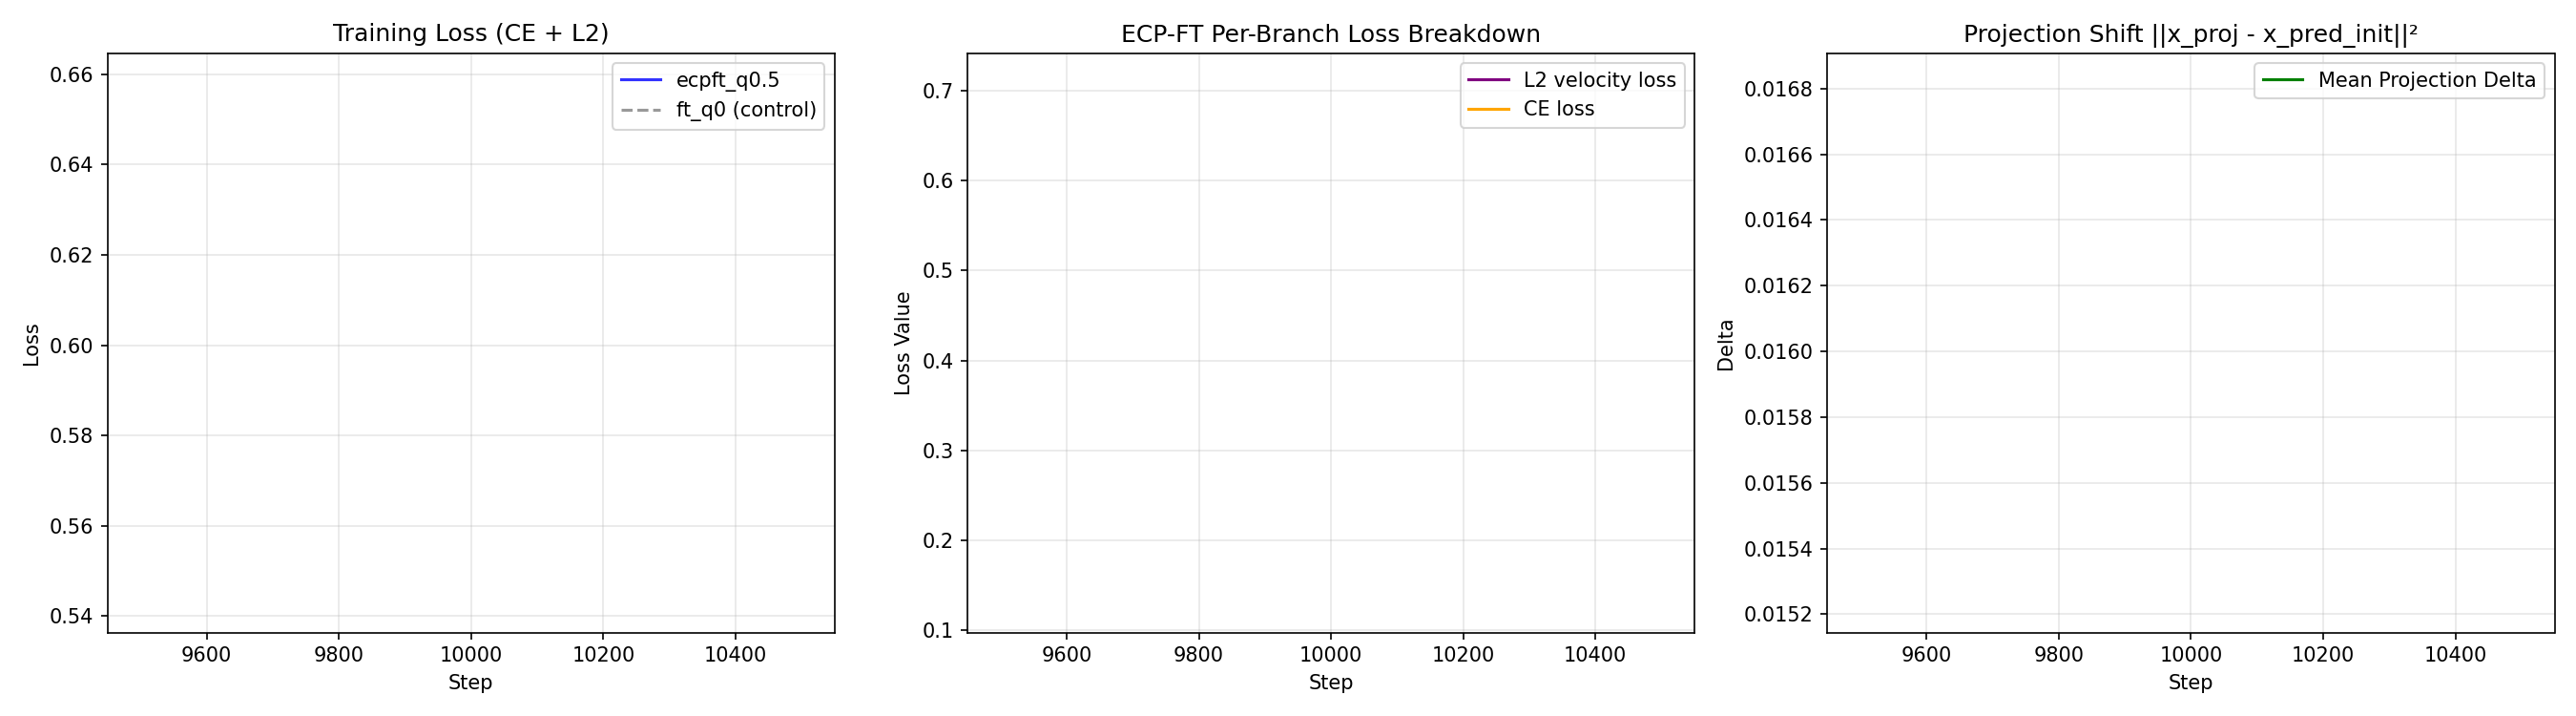 Training Loss (CE + L2)
0.66
0.64
0.62
0.60
0.58
0.56
0.54
Loss
ecpft_q0.5
ft_q0 (control)
9600 9800 10000 10200 10400
Step
ECP-FT Per-Branch Loss Breakdown
0.7
0.6
0.5
0.4
0.3
0.2
0.1
Loss Value
L2 velocity loss
CE loss
9600 9800 10000 10200 10400
Step
Projection Shift ||x_proj - x_pred_init||²
0.0168
0.0166
0.0164
0.0162
0.0160
0.0158
0.0156
0.0154
0.0152
Delta
Mean Projection Delta
9600 9800 10000 10200 10400
Step